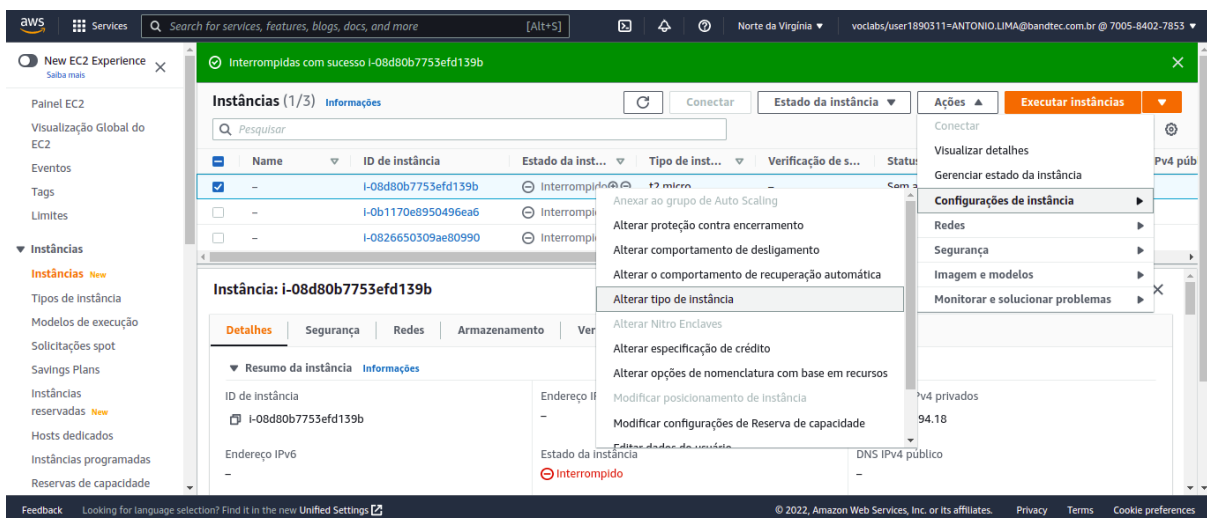 aws
Services
Search for services, features, blogs, docs, and more
[Alt+S]
Norte da Virgínia ▼
voclabs/user1890311=ANTONIO.LIMA@bandtec.com.br @ 7005-8402-7853 ▼
New EC2 Experience
Saiba mais
Painel EC2
Visualização Global do
EC2
Eventos
Tags
Limites
Instâncias
Instâncias New
Tipos de instância
Modelos de execução
Solicitações spot
Savings Plans
Instâncias
reservadas New
Hosts dedicados
Instâncias programadas
Reservas de capacidade
Interrompidas com sucesso i-08d80b7753efd139b
Instâncias (1/3) Informações
Conectar
Estado da instância ▼
Ações ▲
Executar instâncias
Pesquisar
Name
ID de instância
Estado da inst...
Tipo de inst...
Verificação de s...
Status
IPv4 púb
– i-08d80b7753efd139b Interrompido t2.micro – Sem a
– i-0b1170e8950496ea6 Interrompi
– i-0826650309ae80990 Interrompi
Conectar
Visualizar detalhes
Gerenciar estado da instância
Configurações de instância
Redes
Segurança
Imagem e modelos
Monitorar e solucionar problemas
Anexar ao grupo de Auto Scaling
Alterar proteção contra encerramento
Alterar comportamento de desligamento
Alterar o comportamento de recuperação automática
Alterar tipo de instância
Alterar Nitro Enclaves
Alterar especificação de crédito
Alterar opções de nomenclatura com base em recursos
Modificar posicionamento de instância
Modificar configurações de Reserva de capacidade
Editar dados do usuário
Instância: i-08d80b7753efd139b
Detalhes
Segurança
Redes
Armazenamento
Ver
Resumo da instância Informações
ID de instância
i-08d80b7753efd139b
Endereço IP
–
Pv4 privados
94.18
Endereço IPv6
–
Estado da instância
Interrompido
DNS IPv4 público
–
Feedback
Looking for language selection? Find it in the new Unified Settings
© 2022, Amazon Web Services, Inc. or its affiliates.
Privacy
Terms
Cookie preferences